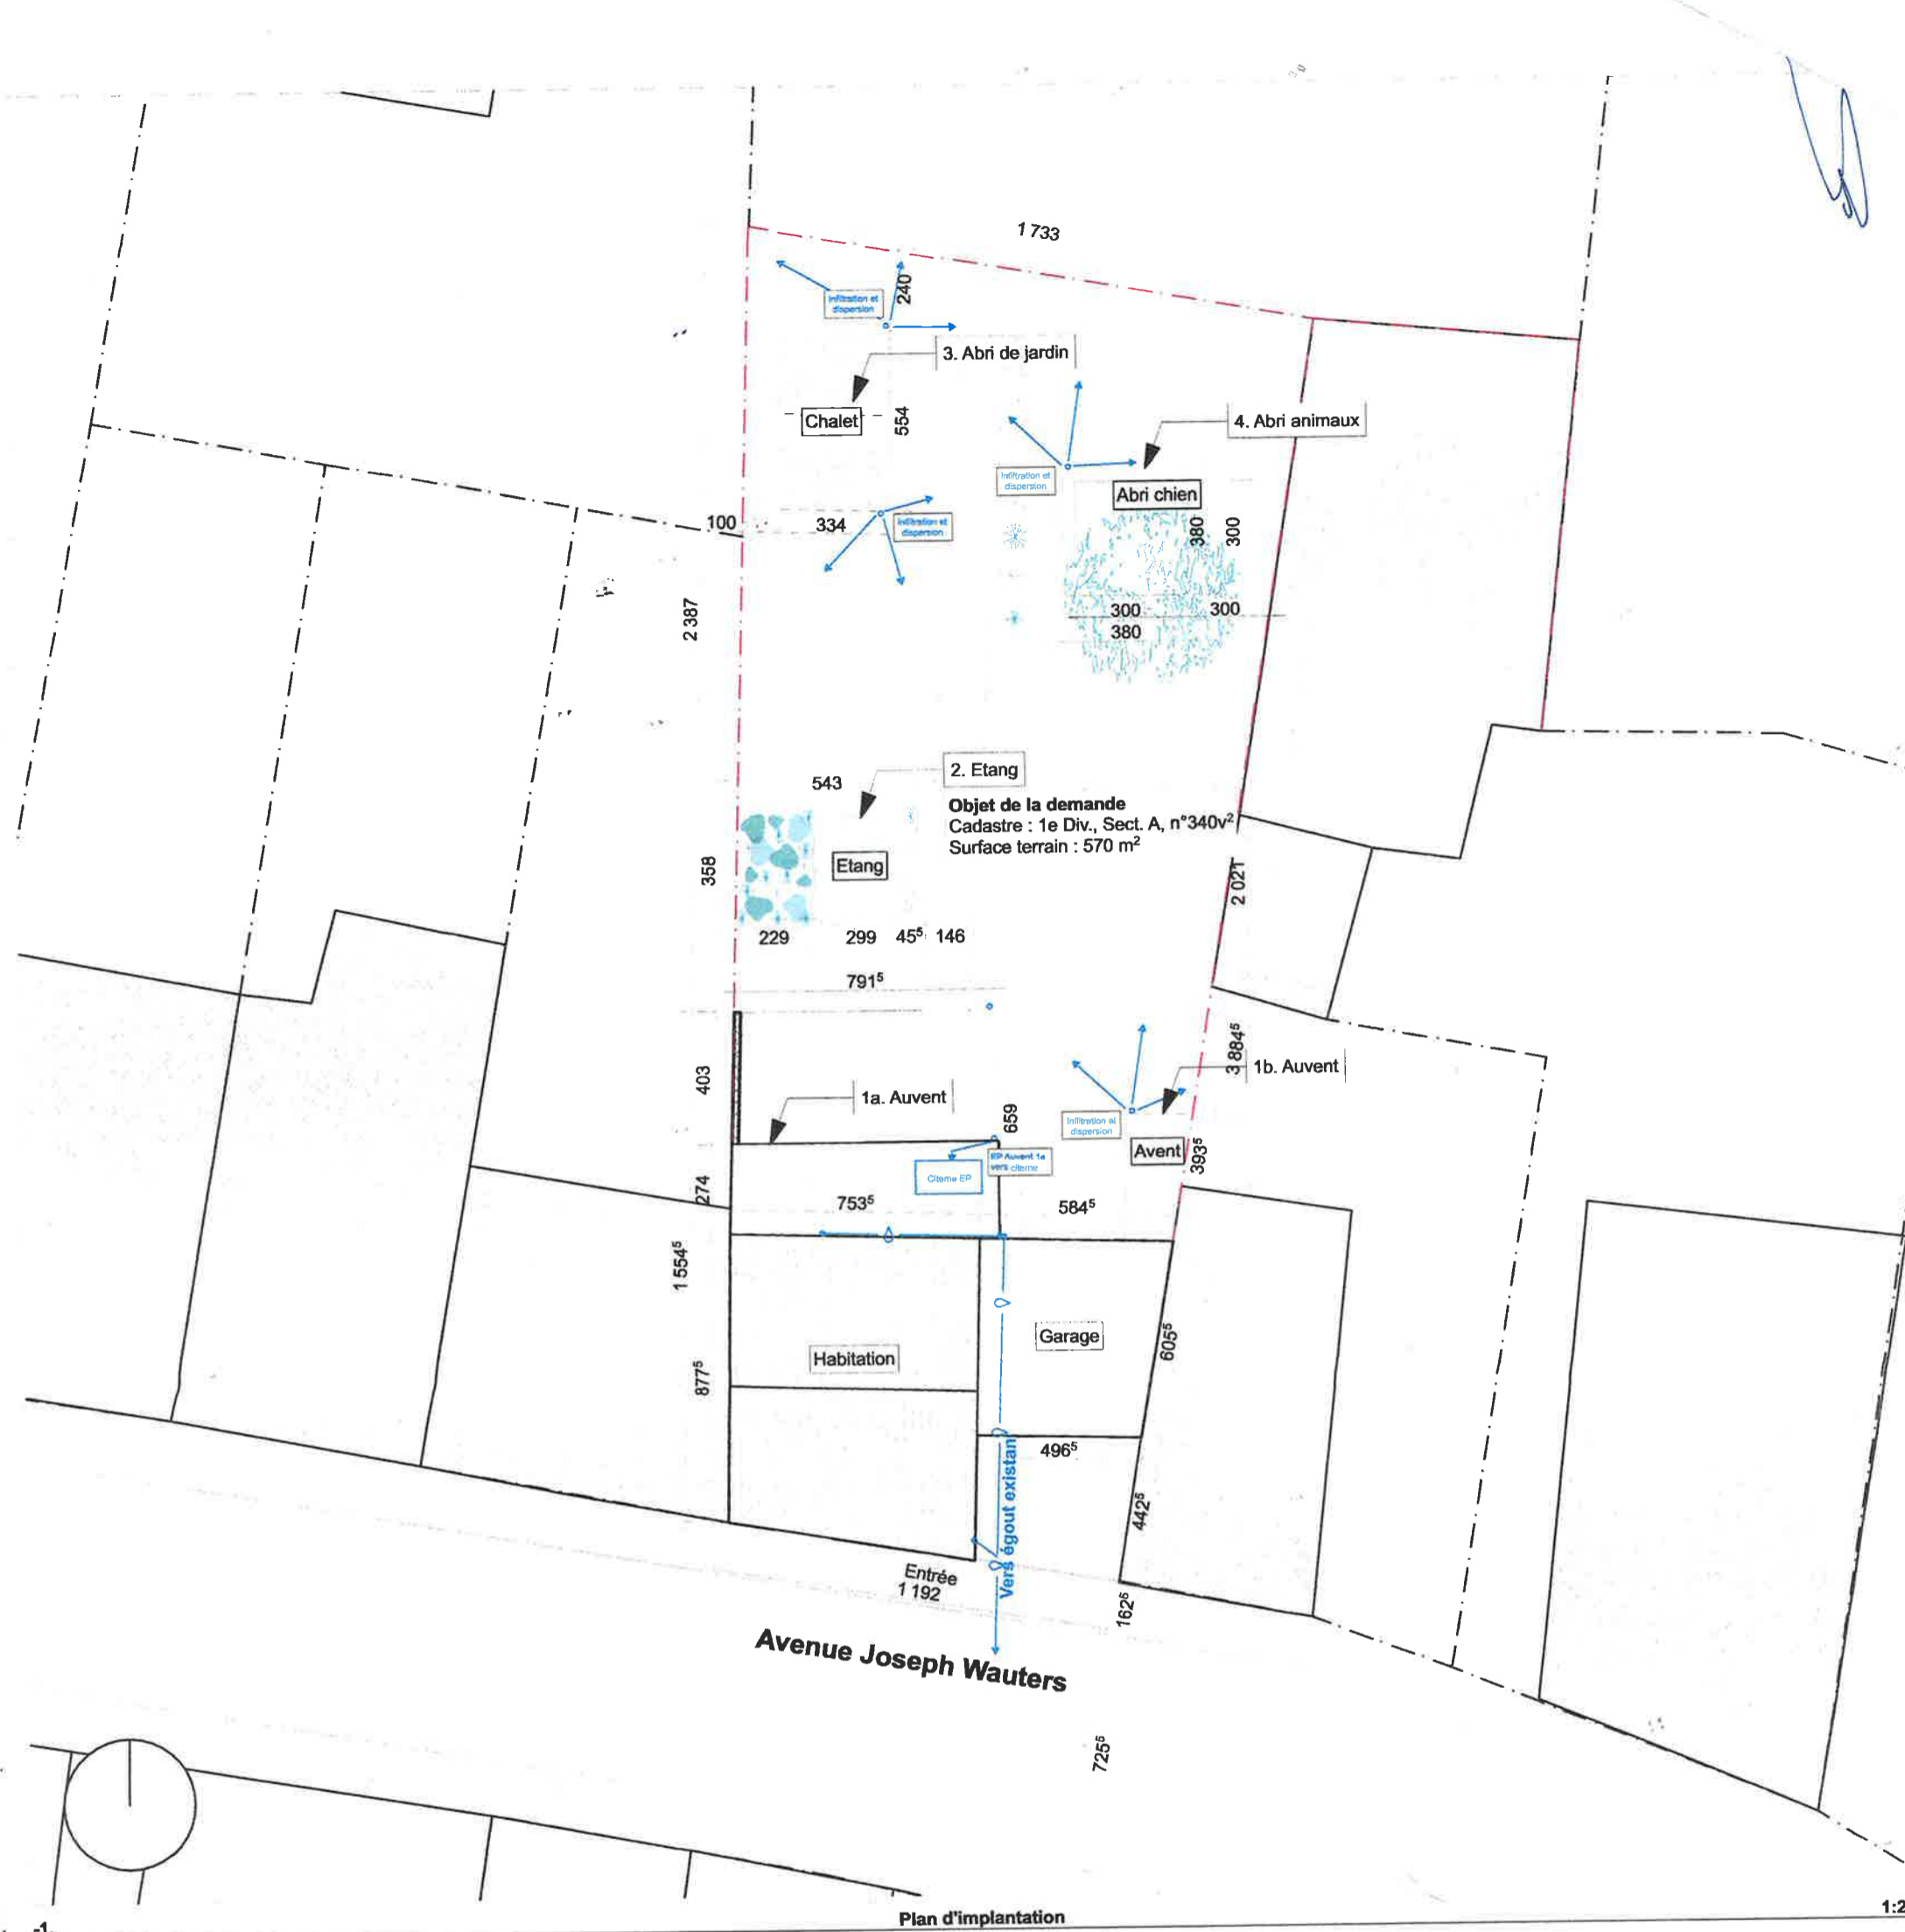 1 733
240
Infiltration et
dispersion
3. Abri de jardin
Chalet
554
4. Abri animaux
Infiltration et
dispersion
Abri chien
100
334
Infiltration et
dispersion
380
300
2 387
300
300
380
543
2. Etang
Objet de la demande
Cadastre : 1e Div., Sect. A, n°340v²
Surface terrain : 570 m²
Etang
358
2 021
229
299
45⁵
146
791⁵
403
3 884⁵
1b. Auvent
1a. Auvent
659
Infiltration et
dispersion
Avent
393⁵
EP Auvent 1a
vers citerne
Citerne EP
274
753⁵
584⁵
1 554⁵
Garage
605⁵
Habitation
877⁵
496⁵
Vers égout existan
442⁵
Entrée
1 192
162⁵
Avenue Joseph Wauters
725⁵
Plan d'implantation
1:2
-1